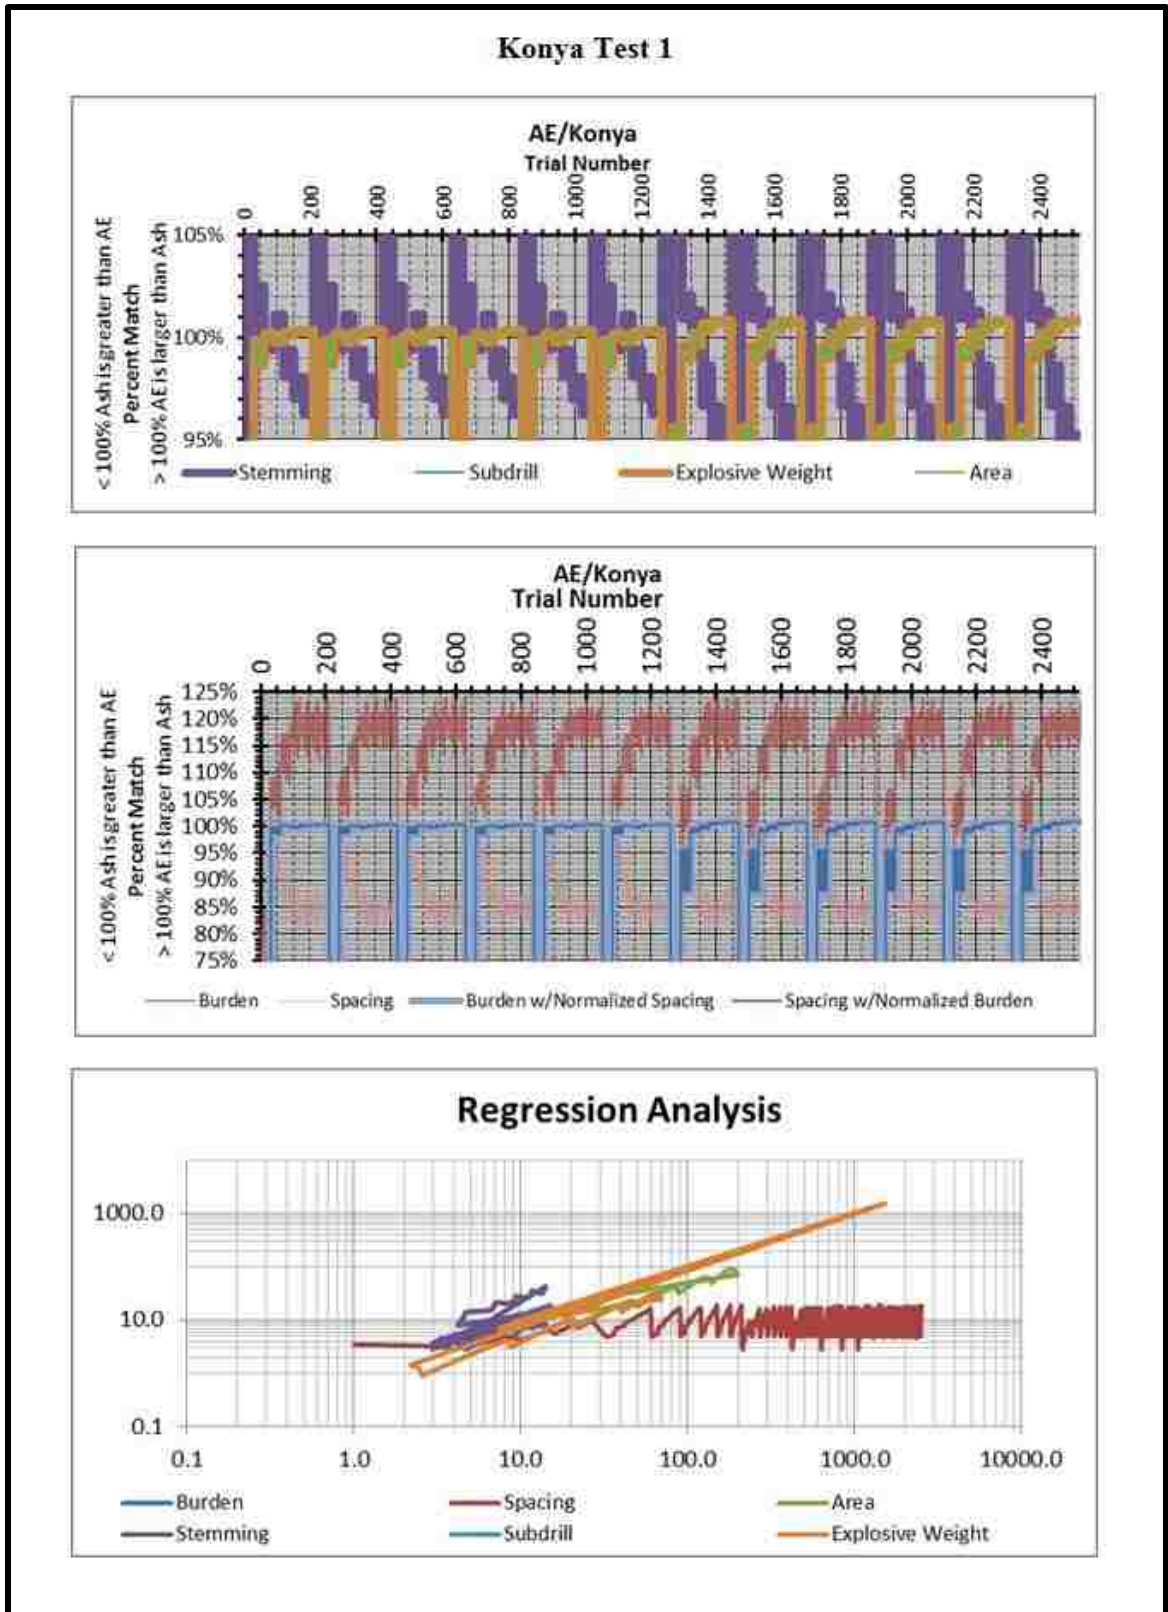 Konya Test 1
AE/Konya
Trial Number
0 200 400 600 800 1000 1200 1400 1600 1800 2000 2200 2400
< 100% Ash is greater than AE
Percent Match
> 100% AE is larger than Ash
105%
100%
95%
Stemming Subdrill Explosive Weight Area
AE/Konya
Trial Number
0 200 400 600 800 1000 1200 1400 1600 1800 2000 2200 2400
< 100% Ash is greater than AE
Percent Match
> 100% AE is larger than Ash
125%
120%
115%
110%
105%
100%
95%
90%
85%
80%
75%
Burden Spacing Burden w/Normalized Spacing Spacing w/Normalized Burden
Regression Analysis
1000.0
10.0
0.1
0.1 1.0 10.0 100.0 1000.0 10000.0
Burden Spacing Area
Stemming Subdrill Explosive Weight